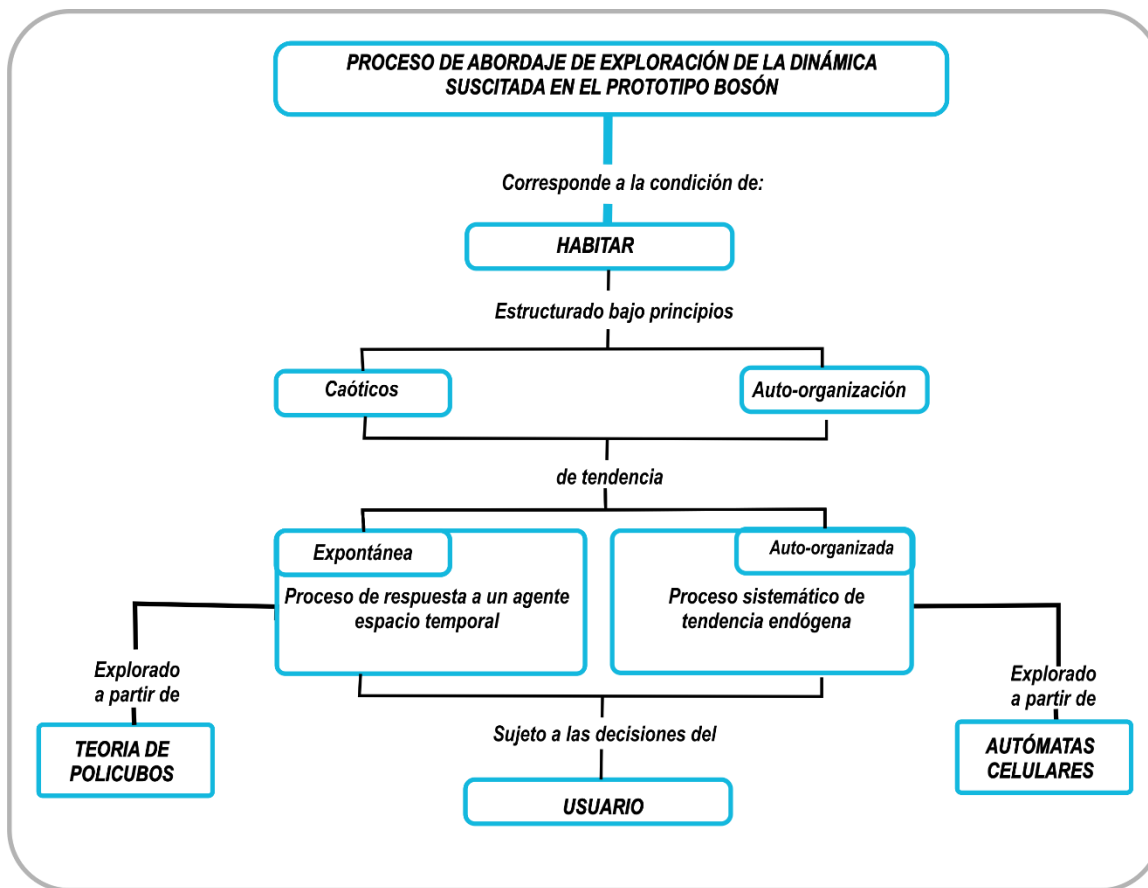 PROCESO DE ABORDAJE DE EXPLORACIÓN DE LA DINÁMICA
SUSCITADA EN EL PROTOTIPO BOSÓN
Corresponde a la condición de:
HABITAR
Estructurado bajo principios
Caóticos
Auto-organización
de tendencia
Expontánea
Proceso de respuesta a un agente
espacio temporal
Auto-organizada
Proceso sistemático de
tendencia endógena
Explorado
a partir de
TEORIA DE
POLICUBOS
Explorado
a partir de
AUTÓMATAS
CELULARES
Sujeto a las decisiones del
USUARIO